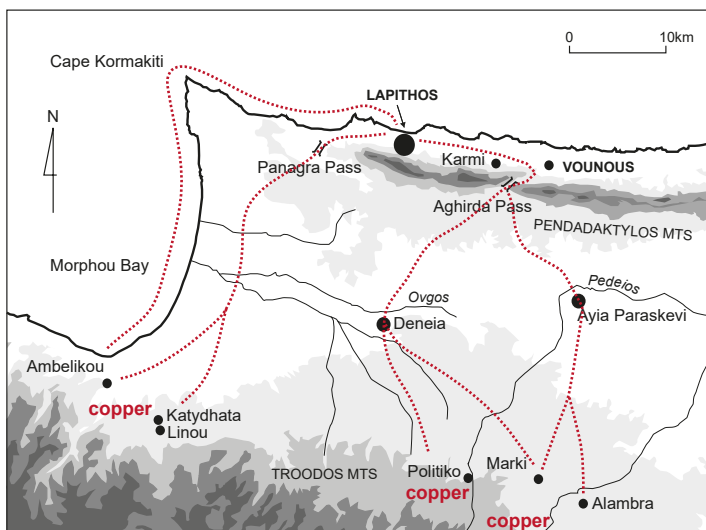 Cape Kormakiti
0 10km
N
LAPITHOS
Panagra Pass
Karmi
VOUNOUS
Aghirda Pass
PENDADAKTYLOS MTS
Morphou Bay
Pedeios
Ovgos
Deneia
Ayia Paraskevi
Ambelikou
copper
Katydhata
Linou
TROODOS MTS
Politiko
Marki
copper
copper
Alambra